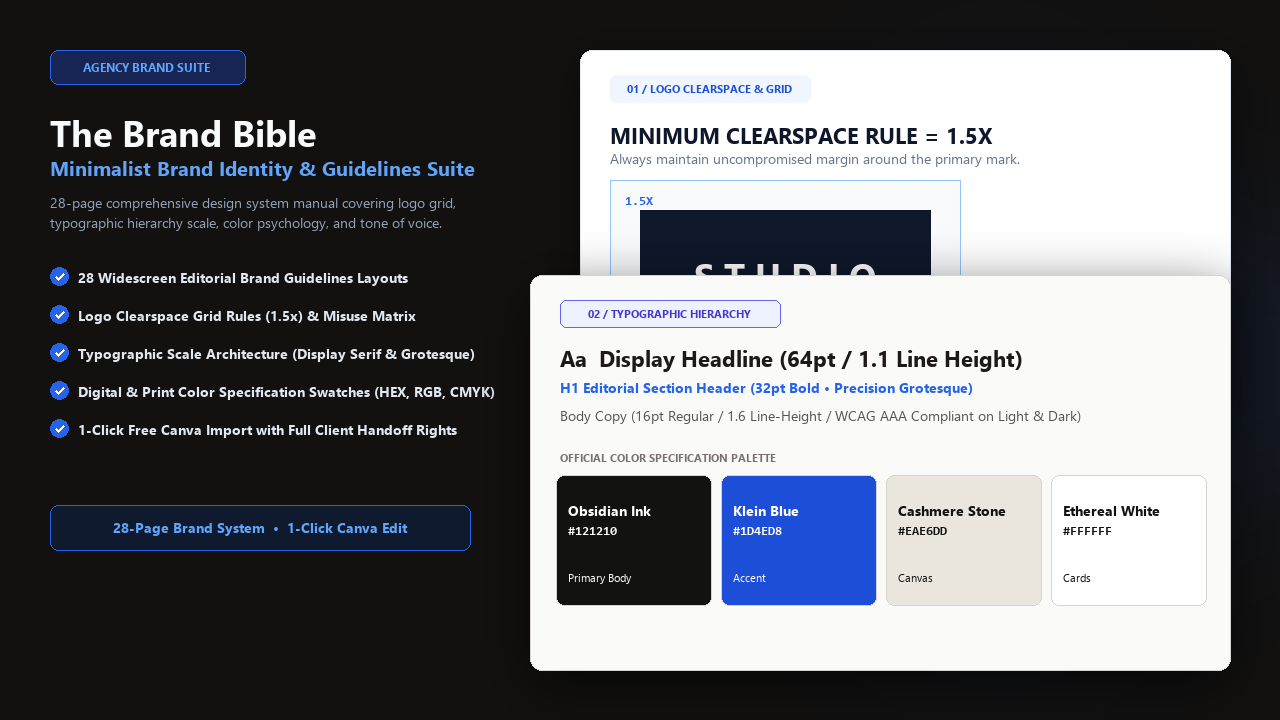 AGENCY BRAND SUITE
The Brand Bible
Minimalist Brand Identity & Guidelines Suite
28-page comprehensive design system manual covering logo grid,
typographic hierarchy scale, color psychology, and tone of voice.
28 Widescreen Editorial Brand Guidelines Layouts
Logo Clearspace Grid Rules (1.5x) & Misuse Matrix
Typographic Scale Architecture (Display Serif & Grotesque)
Digital & Print Color Specification Swatches (HEX, RGB, CMYK)
1-Click Free Canva Import with Full Client Handoff Rights
28-Page Brand System • 1-Click Canva Edit
01 / LOGO CLEARSPACE & GRID
MINIMUM CLEARSPACE RULE = 1.5X
Always maintain uncompromised margin around the primary mark.
1.5X
STUDIO
02 / TYPOGRAPHIC HIERARCHY
Aa Display Headline (64pt / 1.1 Line Height)
H1 Editorial Section Header (32pt Bold • Precision Grotesque)
Body Copy (16pt Regular / 1.6 Line-Height / WCAG AAA Compliant on Light & Dark)
OFFICIAL COLOR SPECIFICATION PALETTE
Obsidian Ink
#121210
Primary Body
Klein Blue
#1D4ED8
Accent
Cashmere Stone
#EAE6DD
Canvas
Ethereal White
#FFFFFF
Cards